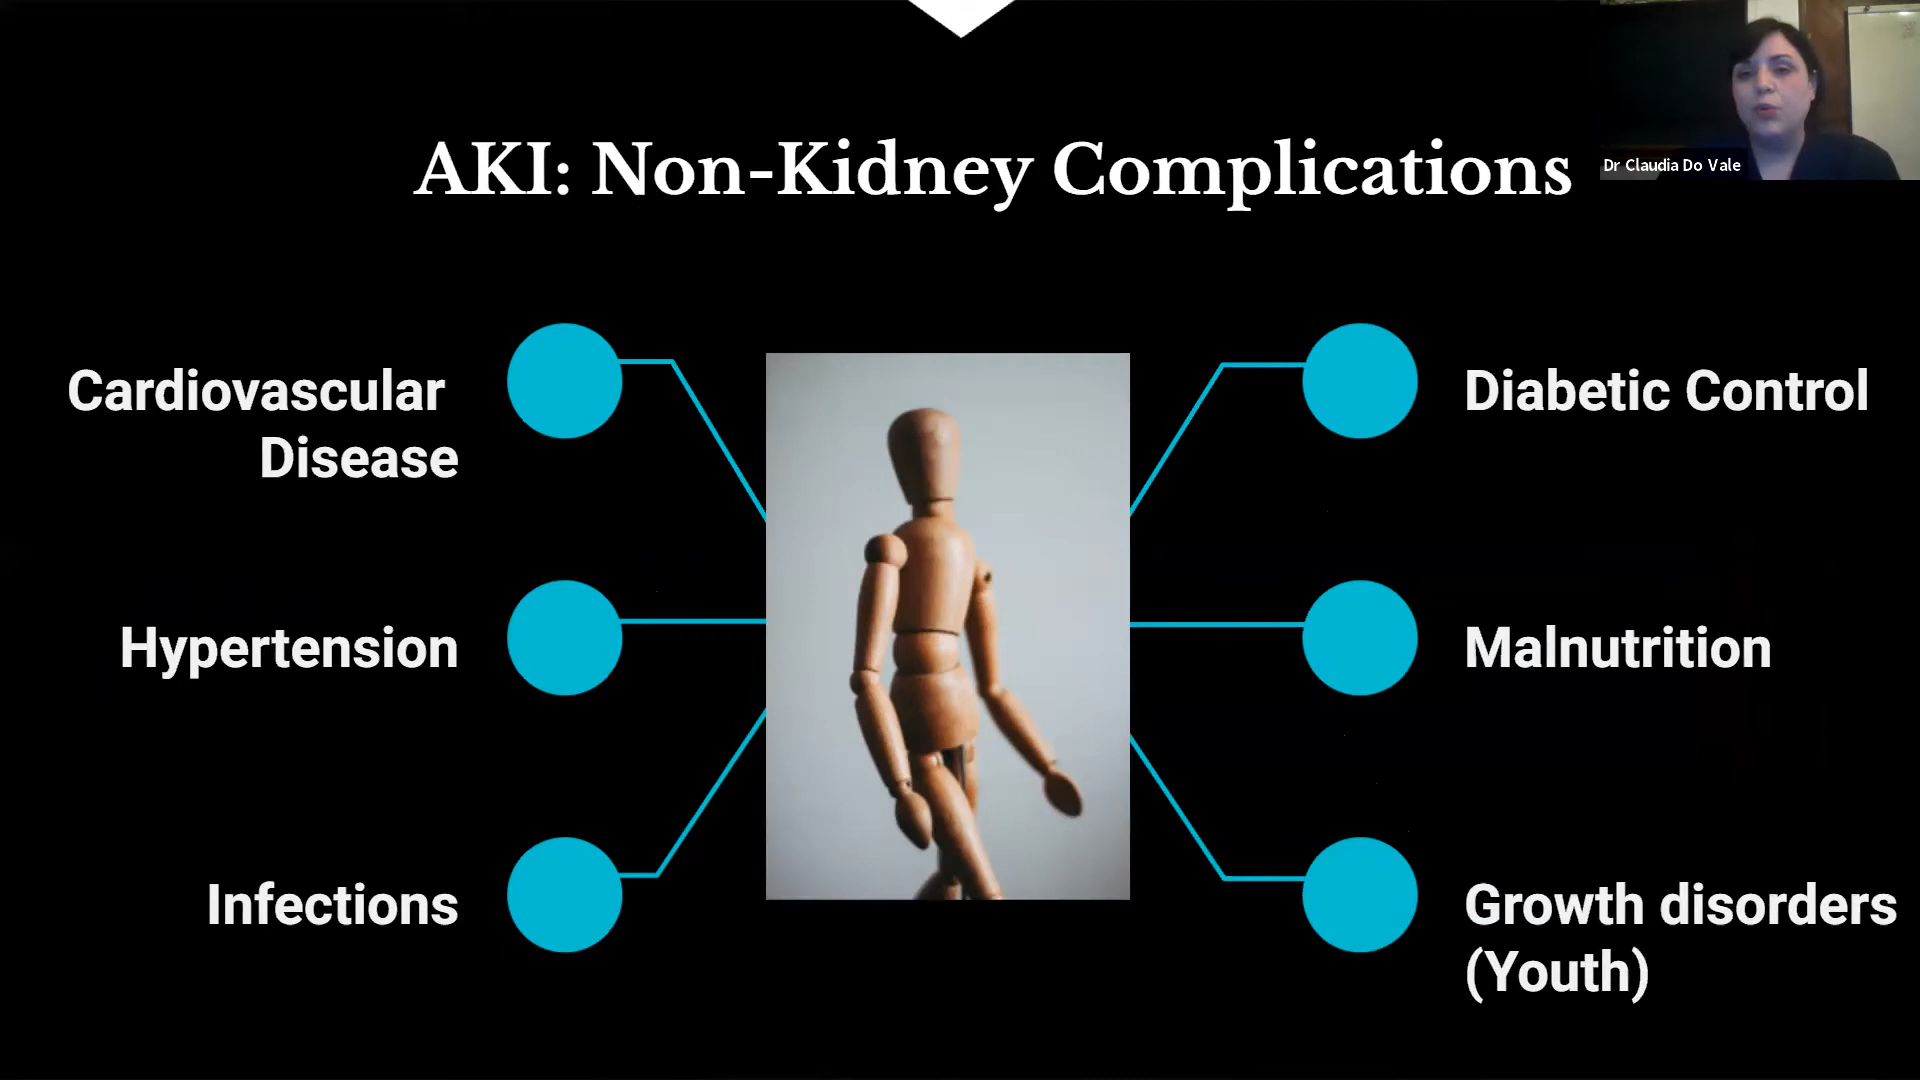 AKI: Non-Kidney Complications
Dr Claudia Do Vale
Cardiovascular
Disease
Hypertension
Infections
Diabetic Control
Malnutrition
Growth disorders
(Youth)